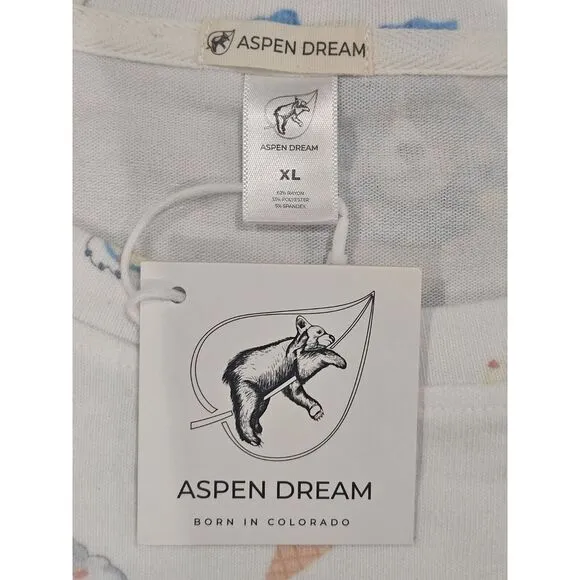 ASPEN DREAM
ASPEN DREAM
XL
62% RAYON
33% POLYESTER
5% SPANDEX
ASPEN DREAM
BORN IN COLORADO